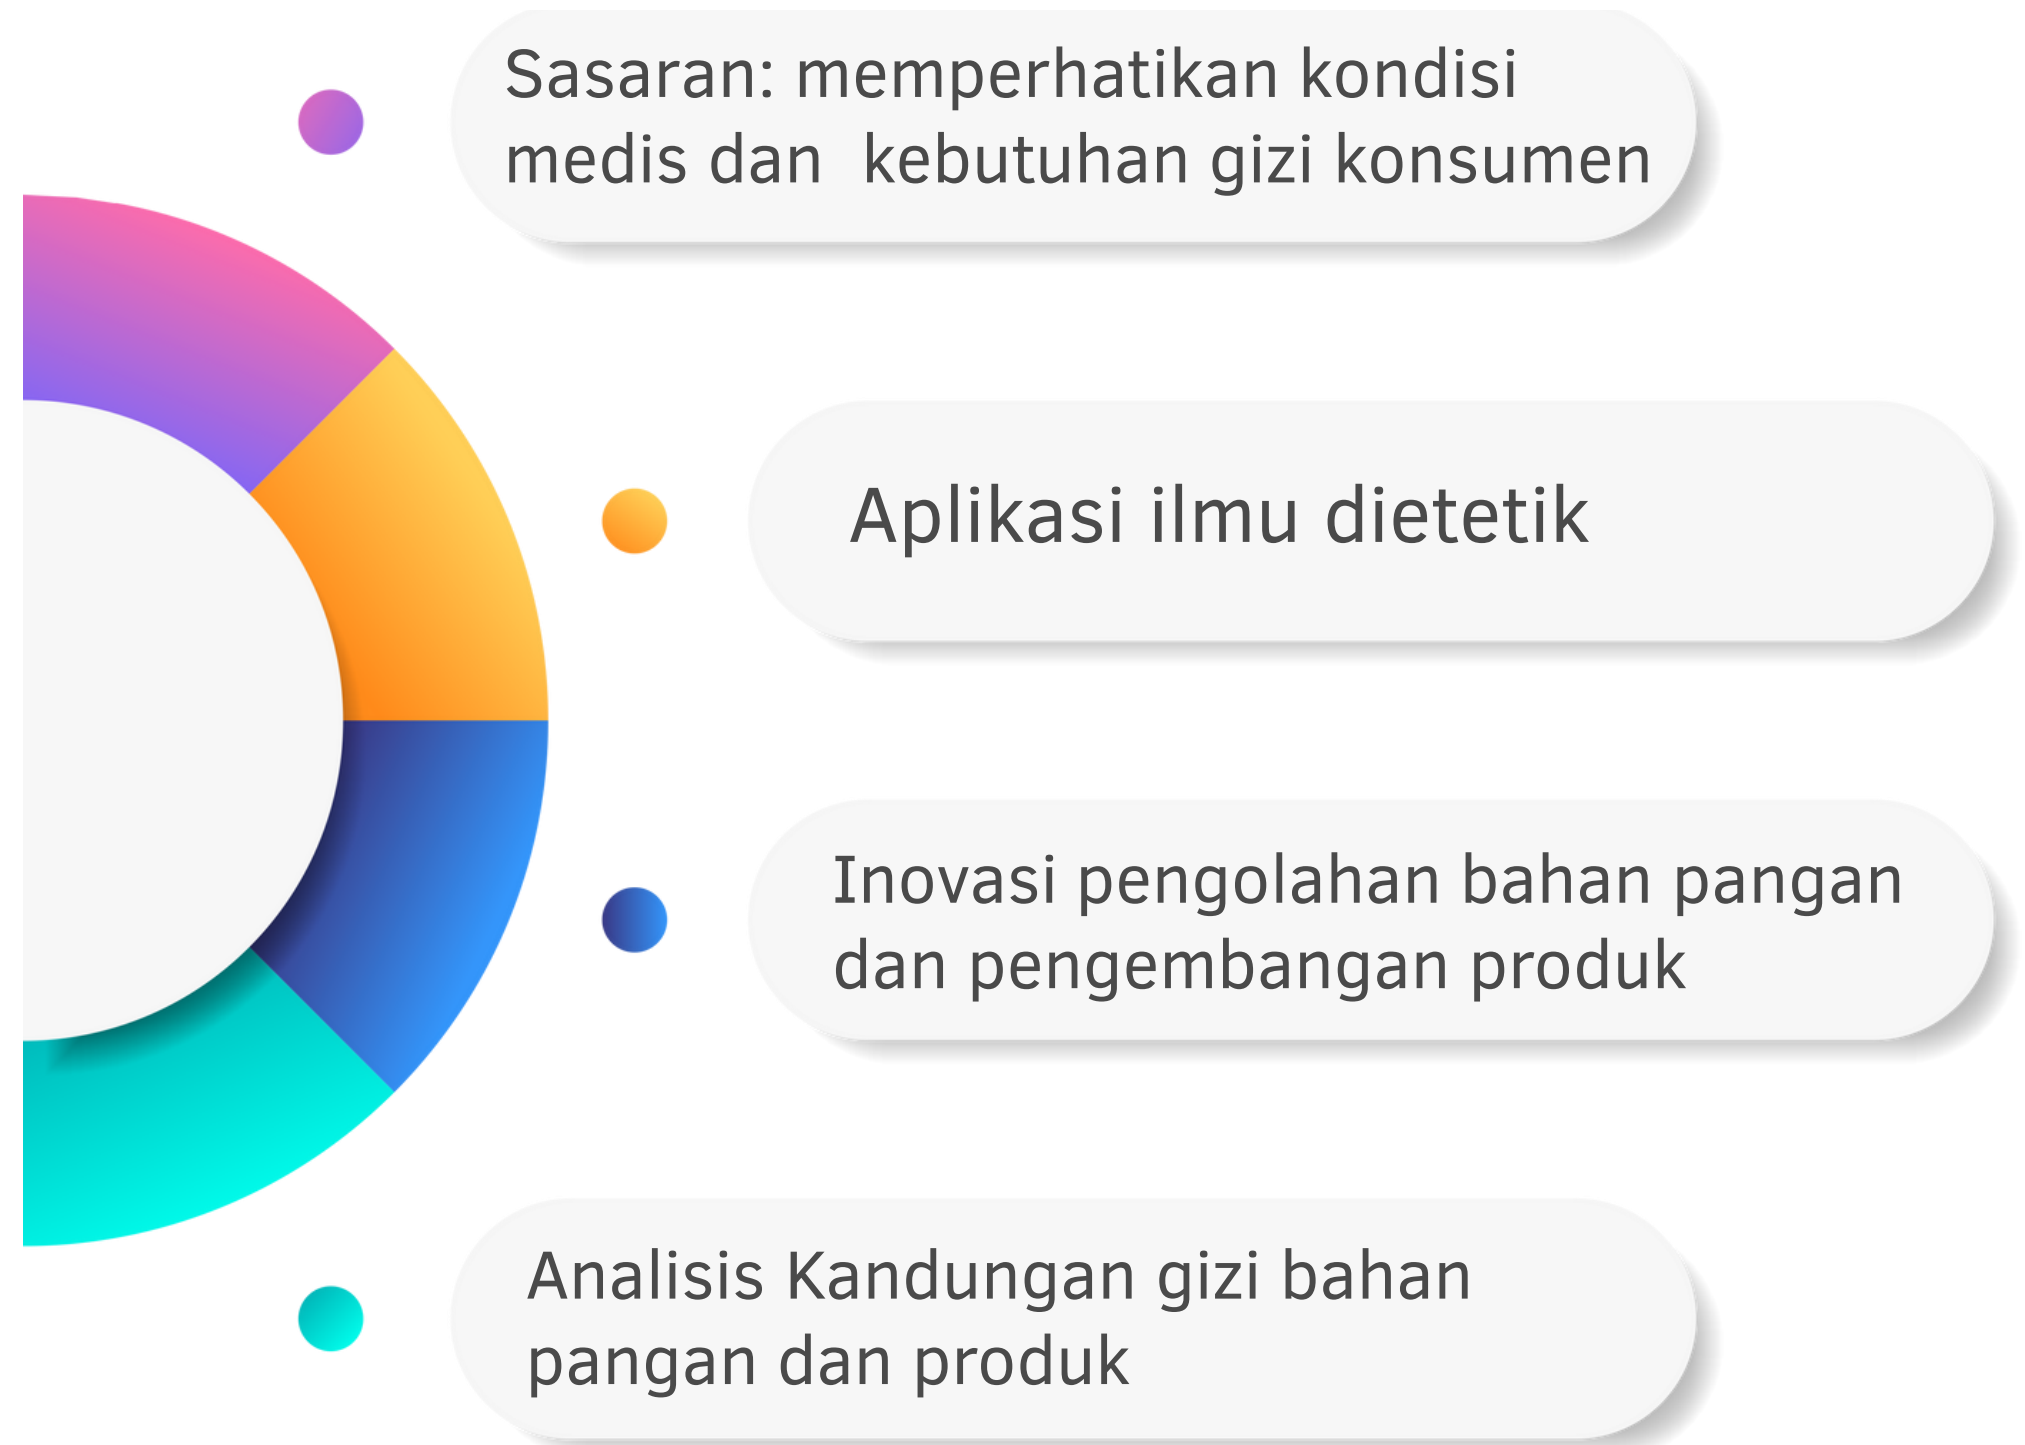 Sasaran: memperhatikan kondisi
medis dan  kebutuhan gizi konsumen
Aplikasi ilmu dietetik
Inovasi pengolahan bahan pangan
dan pengembangan produk
Analisis Kandungan gizi bahan
pangan dan produk